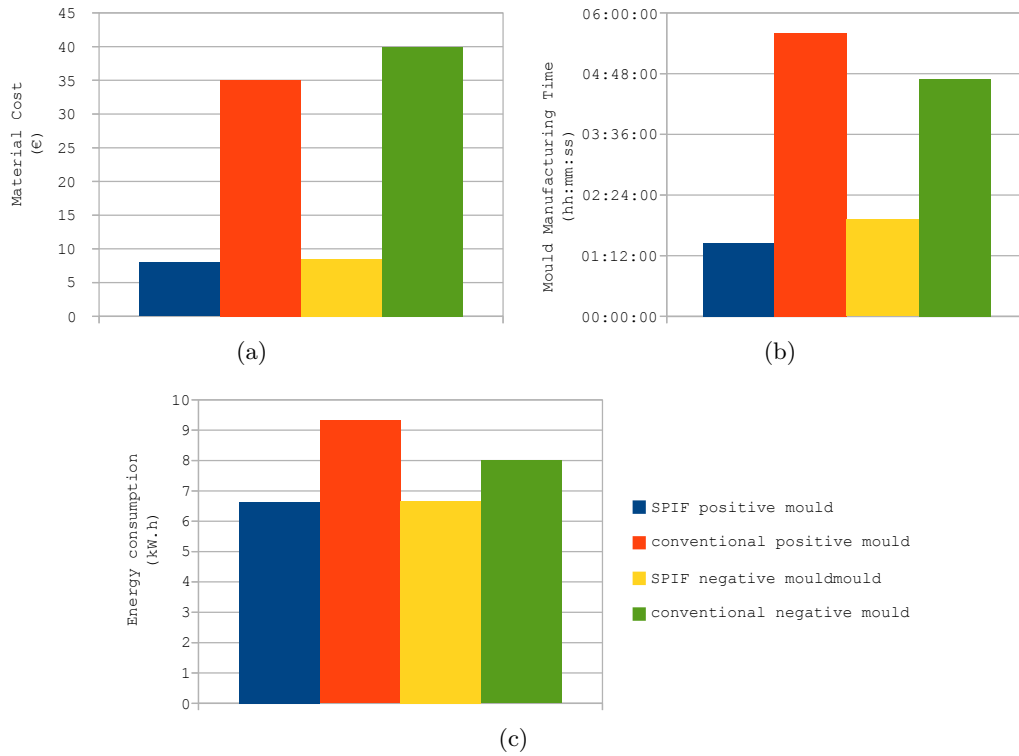 Material Cost
(€)
45
40
35
30
25
20
15
10
5
0
(a)
Mould Manufacturing Time
(hh:mm:ss)
06:00:00
04:48:00
03:36:00
02:24:00
01:12:00
00:00:00
(b)
Energy consumption
(kW.h)
10
9
8
7
6
5
4
3
2
1
0
SPIF positive mould
conventional positive mould
SPIF negative mouldmould
conventional negative mould
(c)